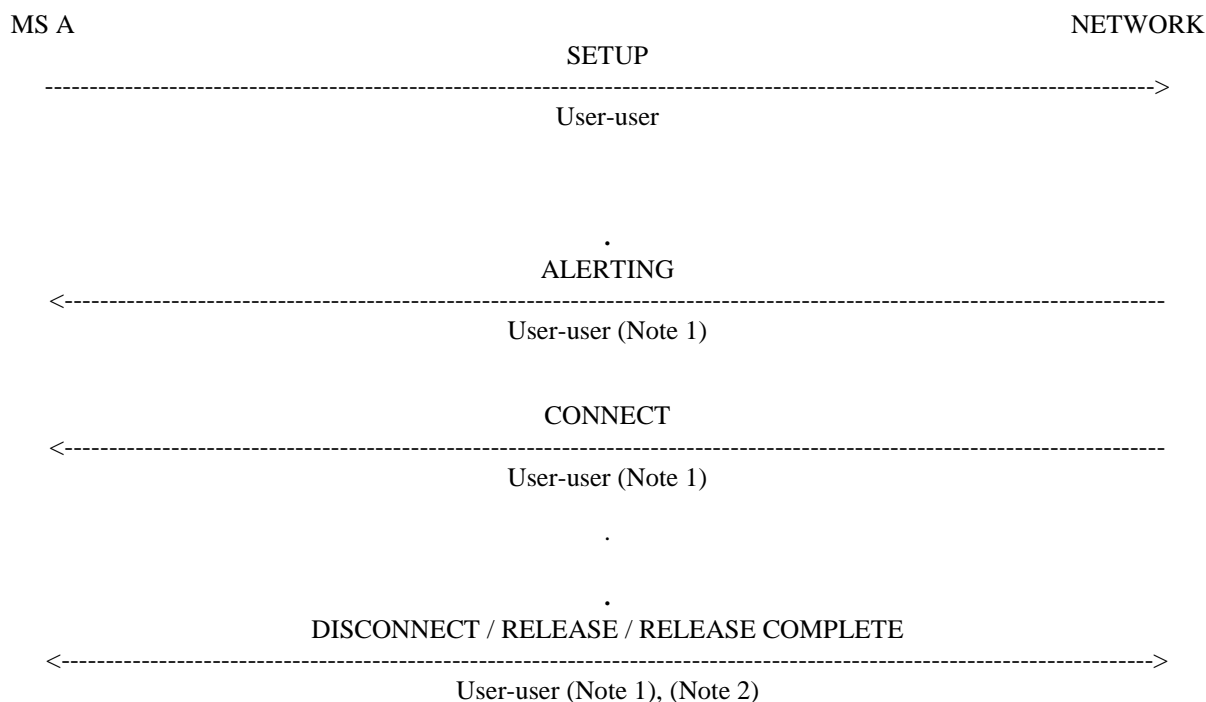 MS A NETWORK
SETUP
------------------------------------------------------------------------------------------------------------------------------>
User-user
.
ALERTING
<-----------------------------------------------------------------------------------------------------------------------------
User-user (Note 1)
CONNECT
<-----------------------------------------------------------------------------------------------------------------------------
User-user (Note 1)
.
.
DISCONNECT / RELEASE / RELEASE COMPLETE
<---------------------------------------------------------------------------------------------------------------------------->
User-user (Note 1), (Note 2)